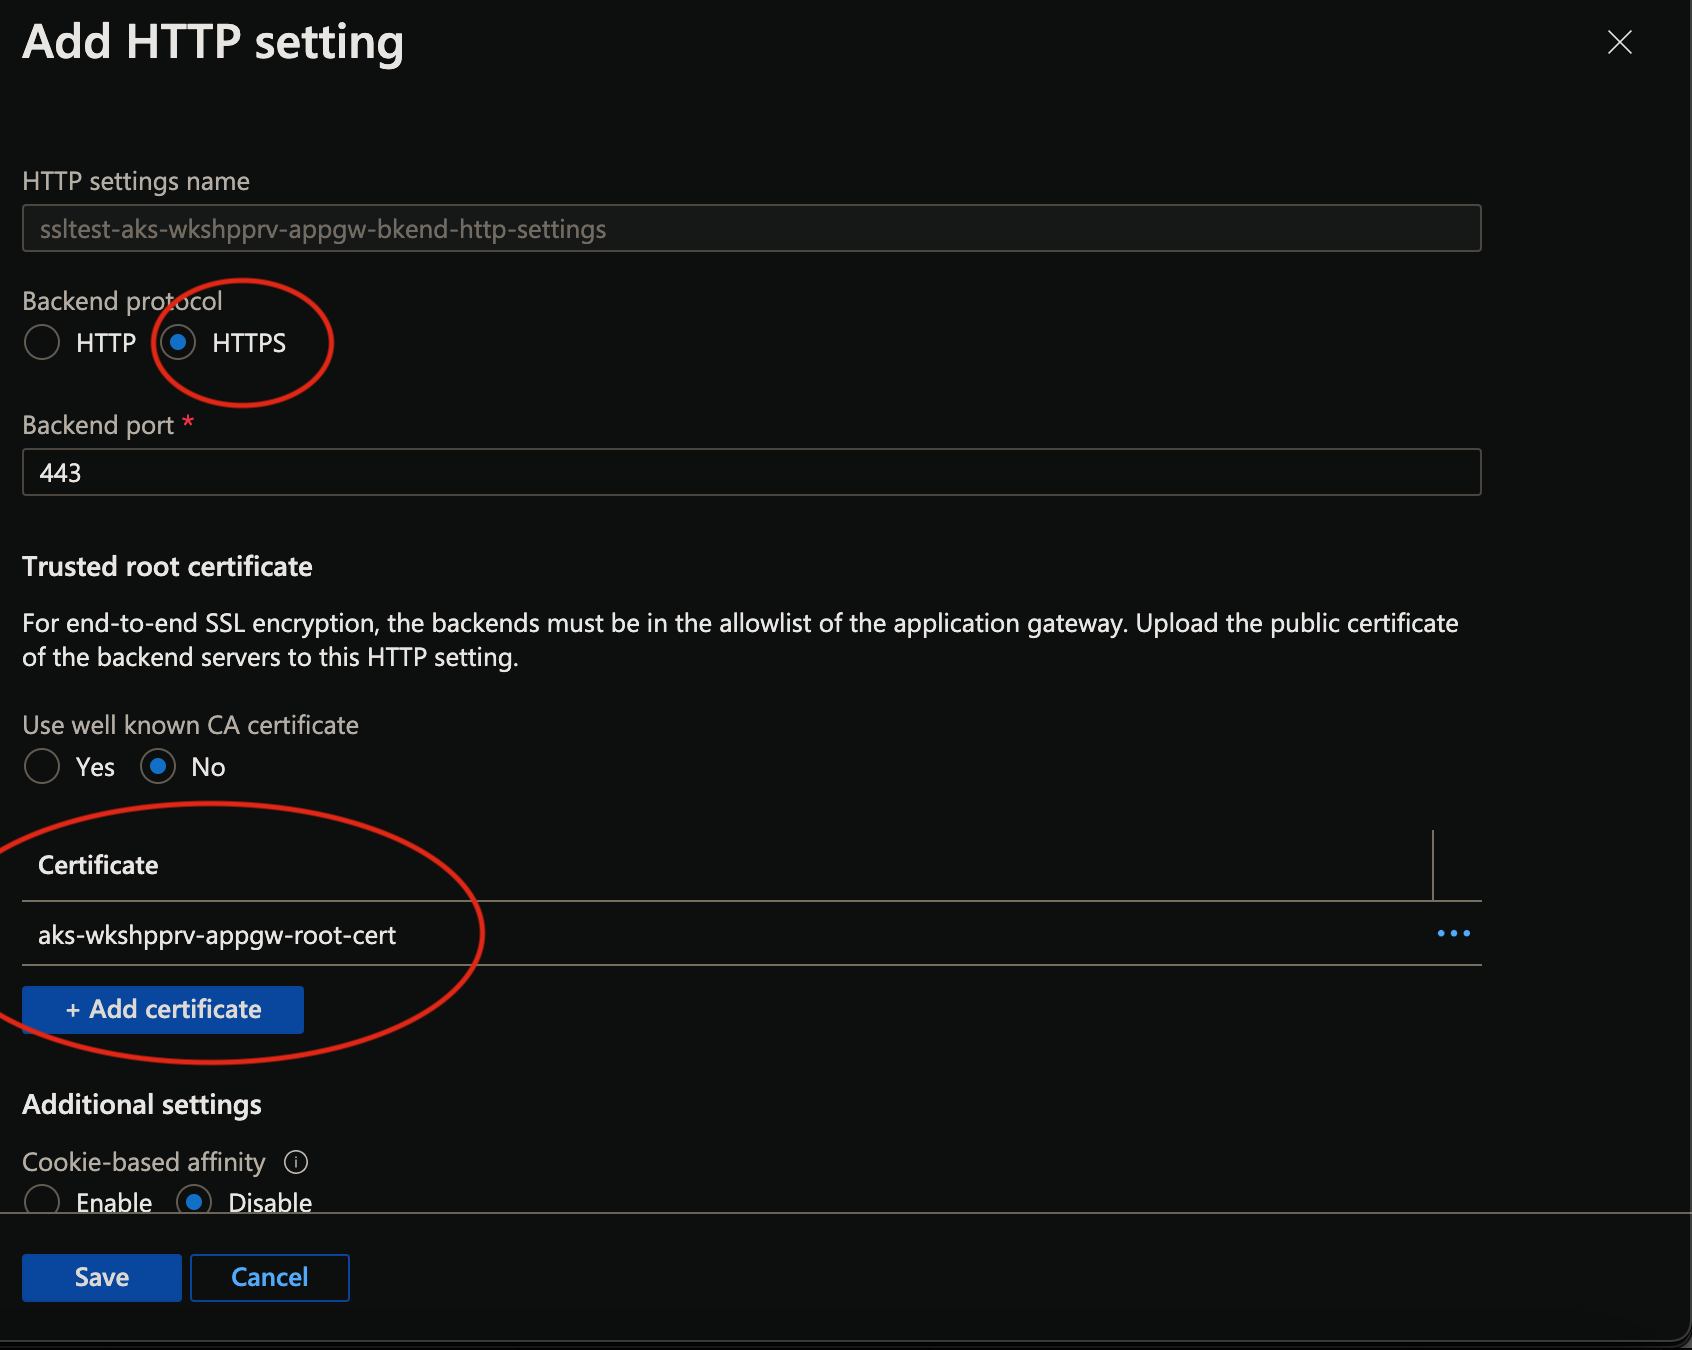 Add HTTP setting
HTTP settings name
ssltest-aks-wkshpprv-appgw-bkend-http-settings
Backend protocol
HTTP HTTPS
Backend port *
443
Trusted root certificate
For end-to-end SSL encryption, the backends must be in the allowlist of the application gateway. Upload the public certificate
of the backend servers to this HTTP setting.
Use well known CA certificate
Yes No
Certificate
aks-wkshpprv-appgw-root-cert
+ Add certificate
Additional settings
Cookie-based affinity
Enable Disable
Save Cancel